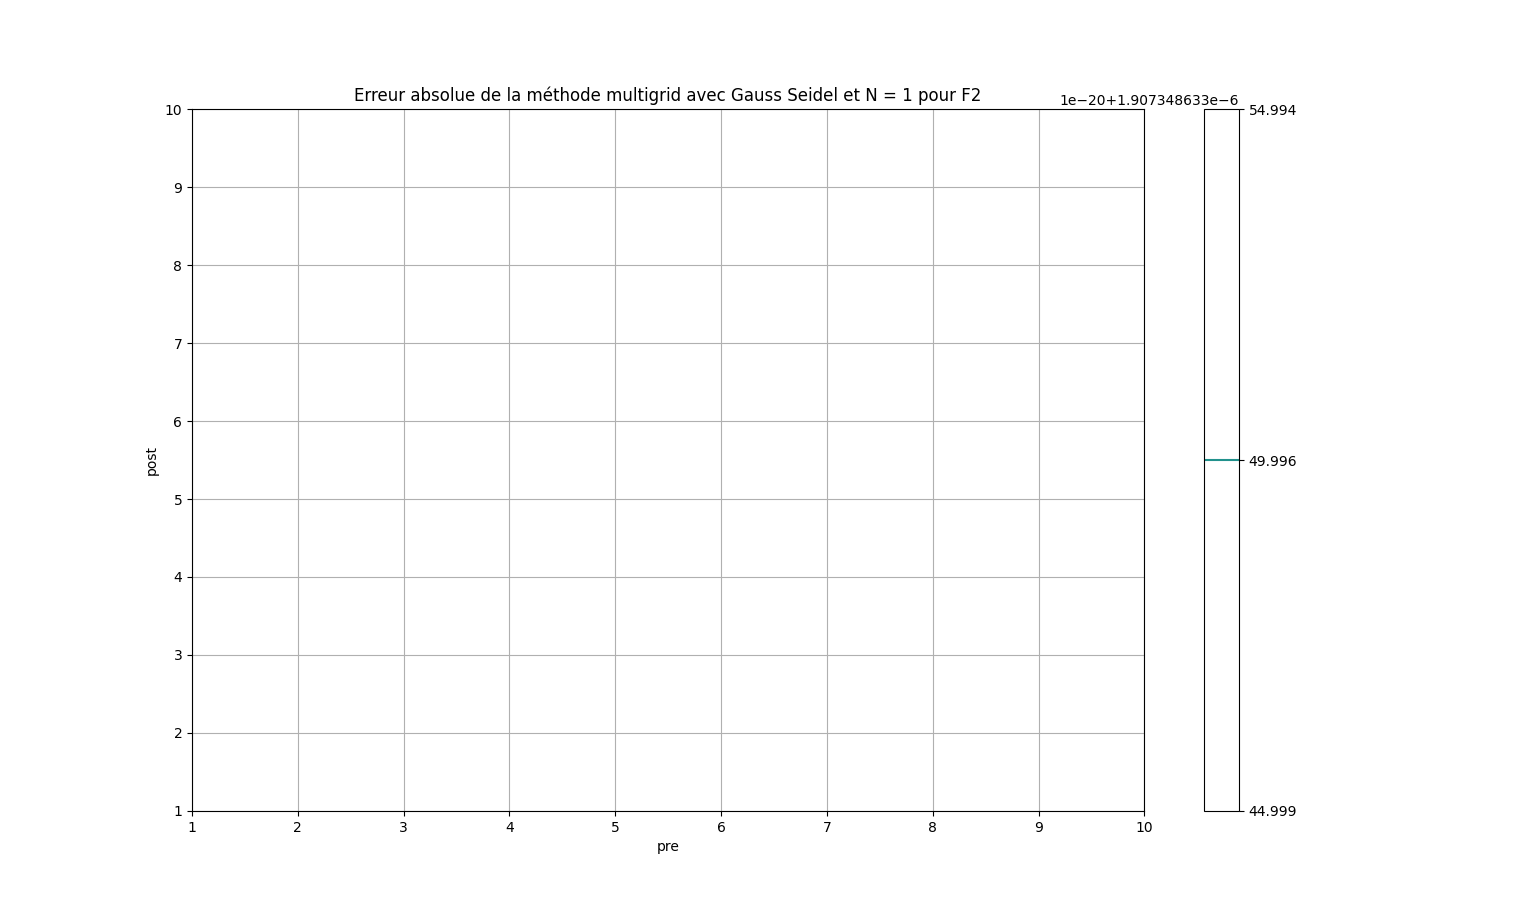 Erreur absolue de la méthode multigrid avec Gauss Seidel et N = 1 pour F2
1e−20+1.907348633e−6
10
9
8
7
6
5
4
3
2
1
post
1 2 3 4 5 6 7 8 9 10
pre
54.994
49.996
44.999